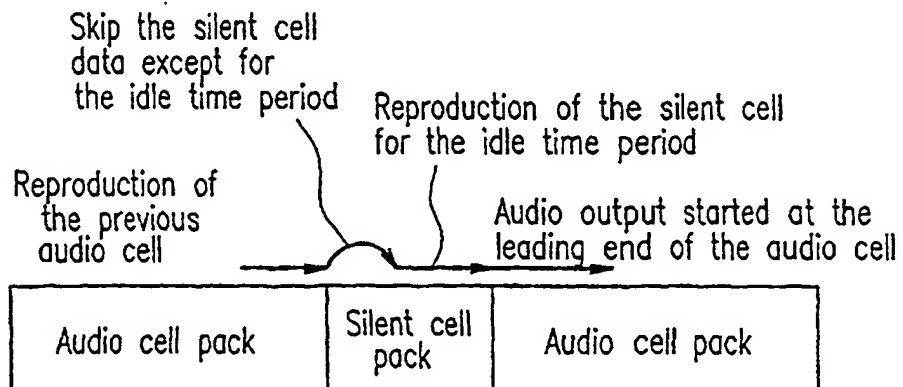 Skip the silent cell
data except for
the idle time period
Reproduction of the silent cell
for the idle time period
Reproduction of
the previous
audio cell
Audio output started at the
leading end of the audio cell
Audio cell pack
Silent cell
pack
Audio cell pack